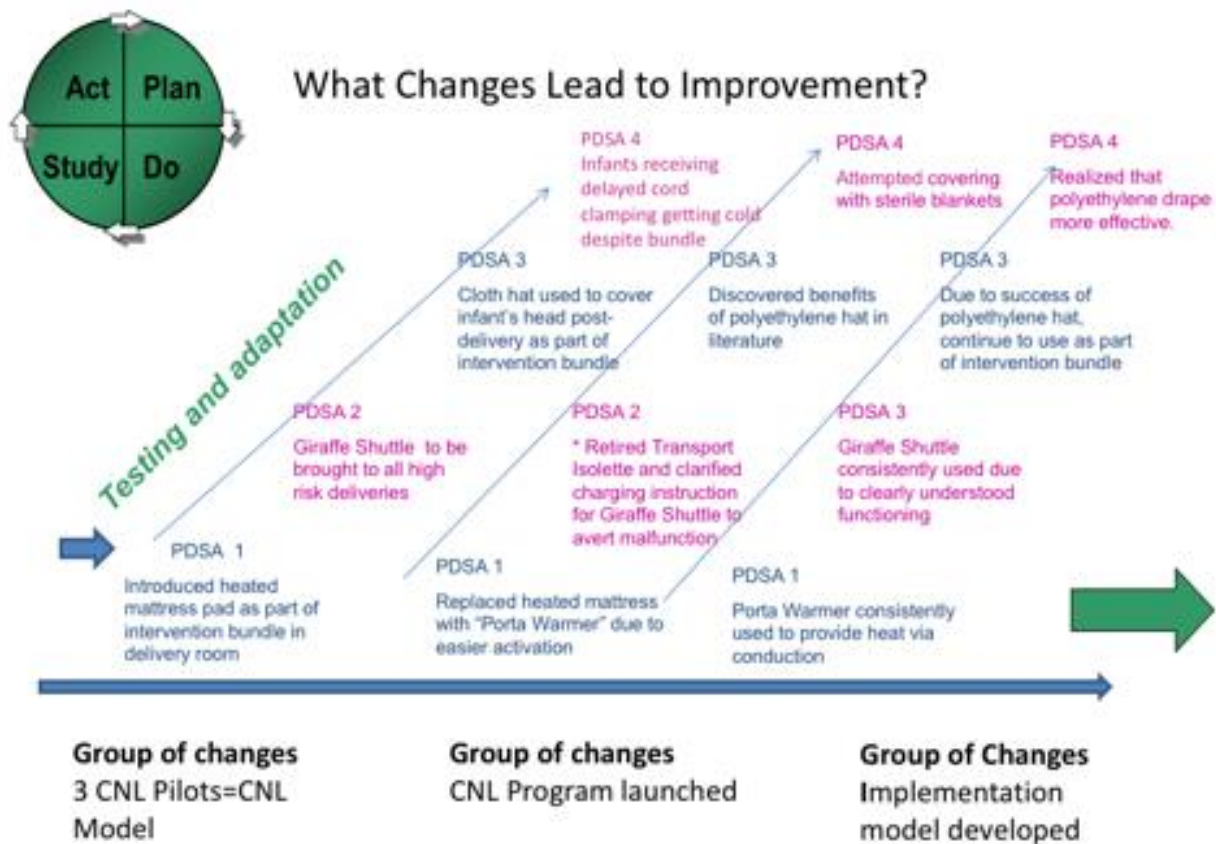 Act Plan
Study Do
What Changes Lead to Improvement?
Testing and adaptation
PDSA 4
Infants receiving
delayed cord
clamping getting cold
despite bundle
PDSA 4
Attempted covering
with sterile blankets
PDSA 4
Realized that
polyethylene drape
more effective.
PDSA 3
Cloth hat used to cover
infant's head post-
delivery as part of
intervention bundle
PDSA 3
Discovered benefits
of polyethylene hat in
literature
PDSA 3
Due to success of
polyethylene hat,
continue to use as part
of intervention bundle
PDSA 2
Giraffe Shuttle to be
brought to all high
risk deliveries
PDSA 2
* Retired Transport
Isolette and clarified
charging instruction
for Giraffe Shuttle to
avert malfunction
PDSA 3
Giraffe Shuttle
consistently used due
to clearly understood
functioning
PDSA 1
Introduced heated
mattress pad as part of
intervention bundle in
delivery room
PDSA 1
Replaced heated mattress
with "Porta Warmer" due to
easier activation
PDSA 1
Porta Warmer consistently
used to provide heat via
conduction
Group of changes
3 CNL Pilots=CNL
Model
Group of changes
CNL Program launched
Group of Changes
Implementation
model developed